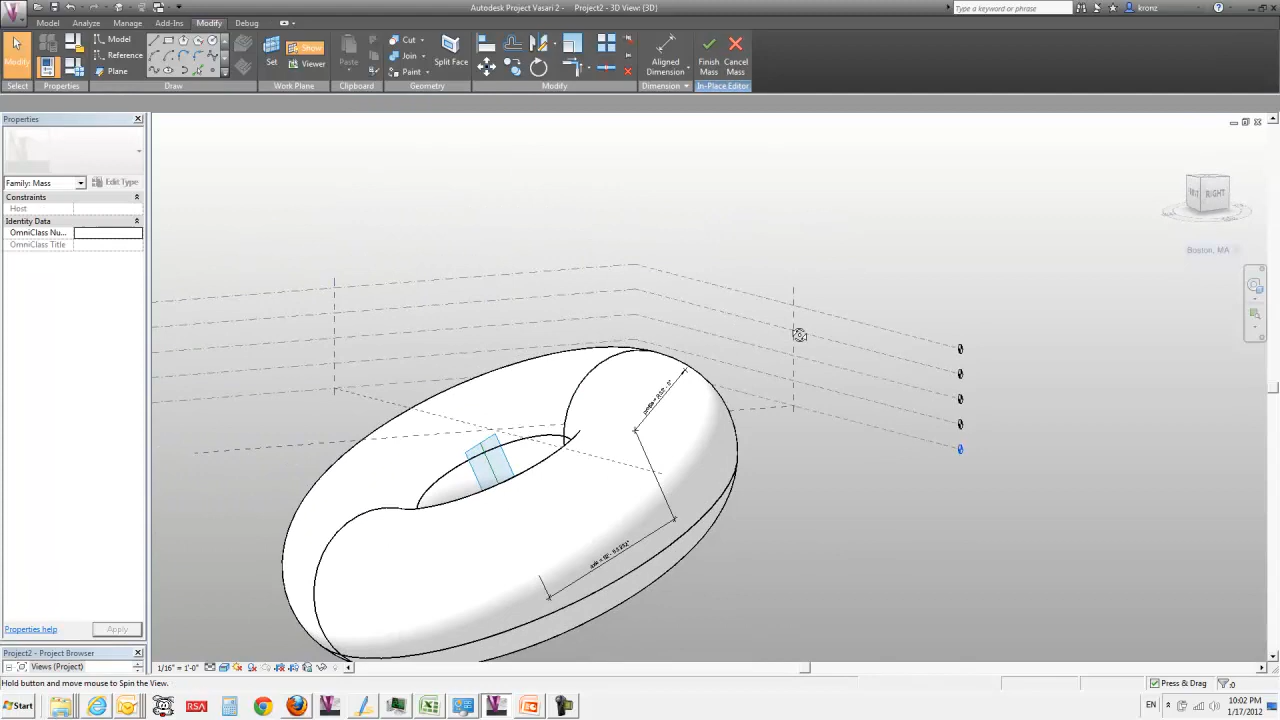 Autodesk Project Vasari 2 - Project2 - 3D View: {3D}
Type a keyword or phrase
kronz
Model Analyze Manage Add-Ins Modify Debug
Modify
Model
Reference
Plane
Set
Show
Viewer
Paste
Cut
Join
Paint
Split Face
Aligned
Dimension
Finish
Mass
Cancel
Mass
Select Properties Draw Work Plane Clipboard Geometry Modify Dimension In-Place Editor
Properties
Family: Mass
Edit Type
Constraints
Host
Identity Data
OmniClass Nu...
OmniClass Title
RIGHT
Boston, MA
Properties help
Apply
Project2 - Project Browser
Views (Project)
1/16" = 1'-0"
Hold button and move mouse to Spin the View.
Press & Drag
:0
Start
RSA
EN
10:02 PM
1/17/2012